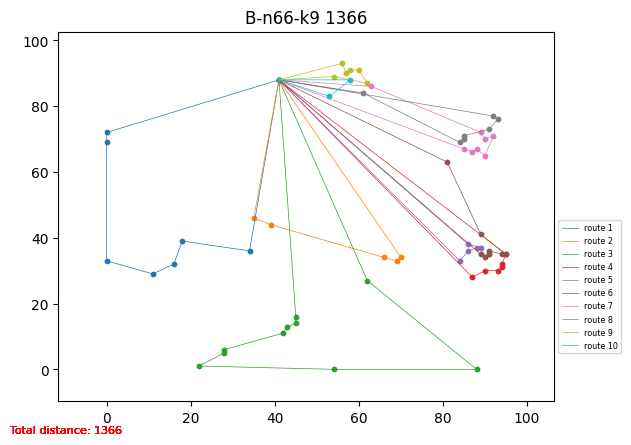 B-n66-k9 1366
100
80
60
40
20
0
0 20 40 60 80 100
route 1
route 2
route 3
route 4
route 5
route 6
route 7
route 8
route 9
route 10
Total distance: 1366